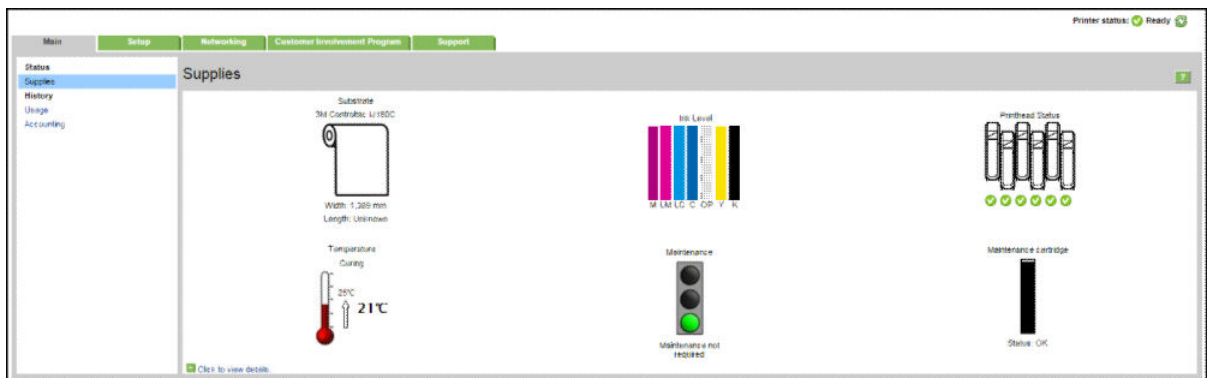 Printer status: Ready
Main Setup Networking Customer Involvement Program Support
Status
Supplies
History
Usage
Accounting
Supplies
?
Substrate
3M Controltac
Width: 1,289 mm
Length: Unknown
Ink Level
M LM LC C OP Y K
Printhead Status
Temperature
Curing
25°C
21°C
Maintenance
Maintenance not
required
Maintenance cartridge
Status: OK
Click to view details.